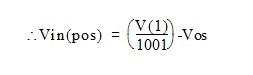 ∴Vin(pos) = (V(1)/1001)-Vos